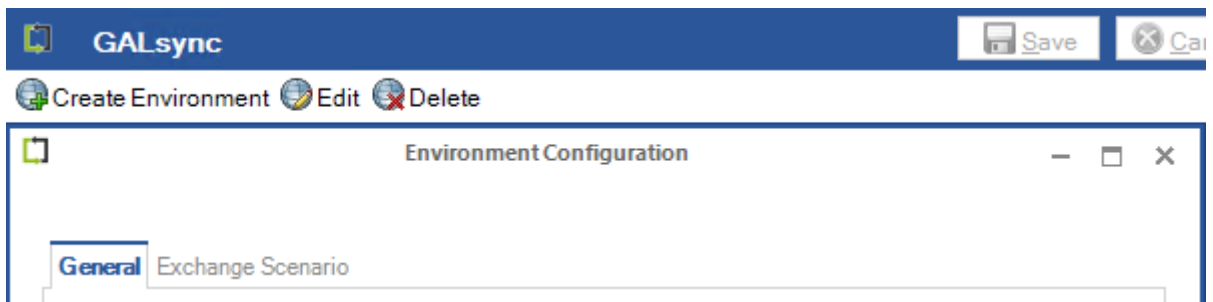 GALsync Save
Create Environment Edit Delete
Environment Configuration
General Exchange Scenario